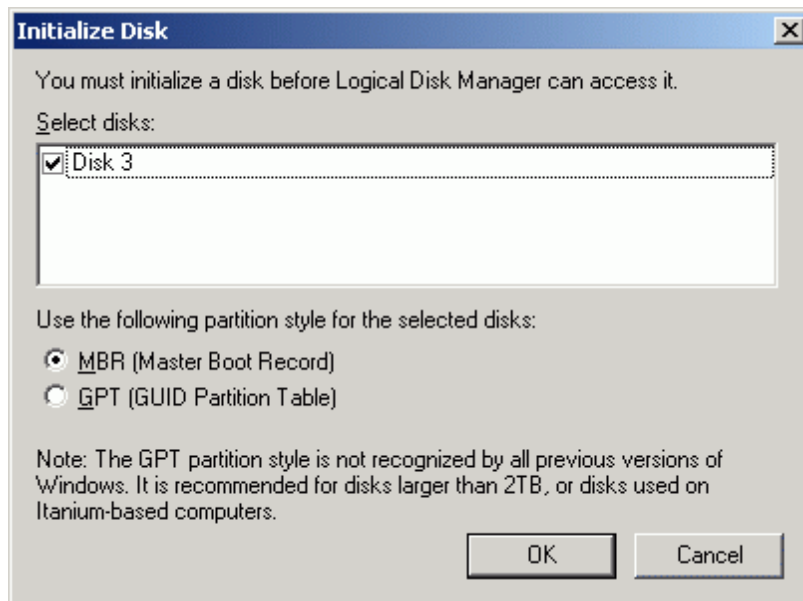 Initialize Disk
You must initialize a disk before Logical Disk Manager can access it.
Select disks:
Disk 3
Use the following partition style for the selected disks:
MBR (Master Boot Record)
GPT (GUID Partition Table)
Note: The GPT partition style is not recognized by all previous versions of
Windows. It is recommended for disks larger than 2TB, or disks used on
Itanium-based computers.
OK Cancel